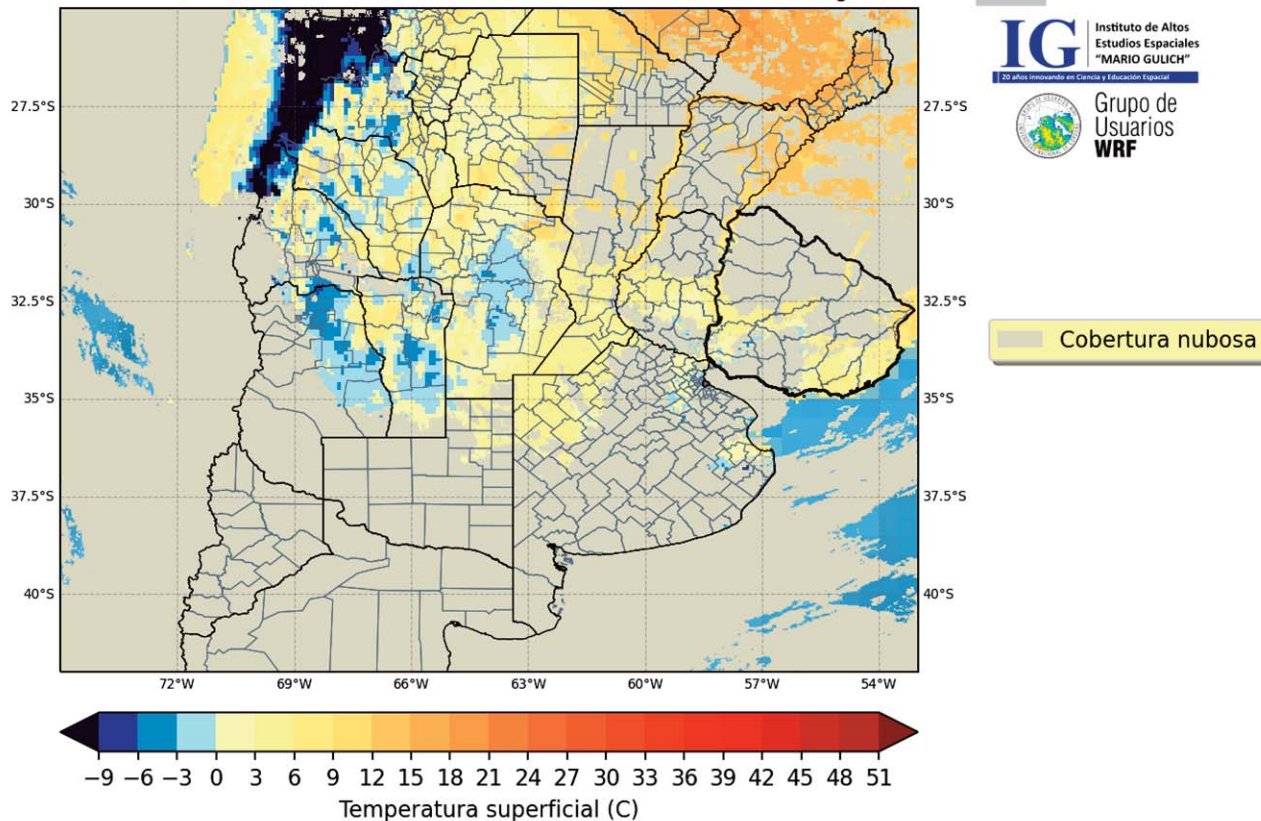 IG
Instituto de Altos
Estudios Espaciales
"MARIO GULICH"
20 años innovando en Ciencia y Educación Espacial
Grupo de
Usuarios
WRF
27.5°S
27.5°S
30°S
30°S
32.5°S
32.5°S
Cobertura nubosa
35°S
35°S
37.5°S
37.5°S
40°S
40°S
72°W 69°W 66°W 63°W 60°W 57°W 54°W
−9 −6 −3 0 3 6 9 12 15 18 21 24 27 30 33 36 39 42 45 48 51
Temperatura superficial (C)